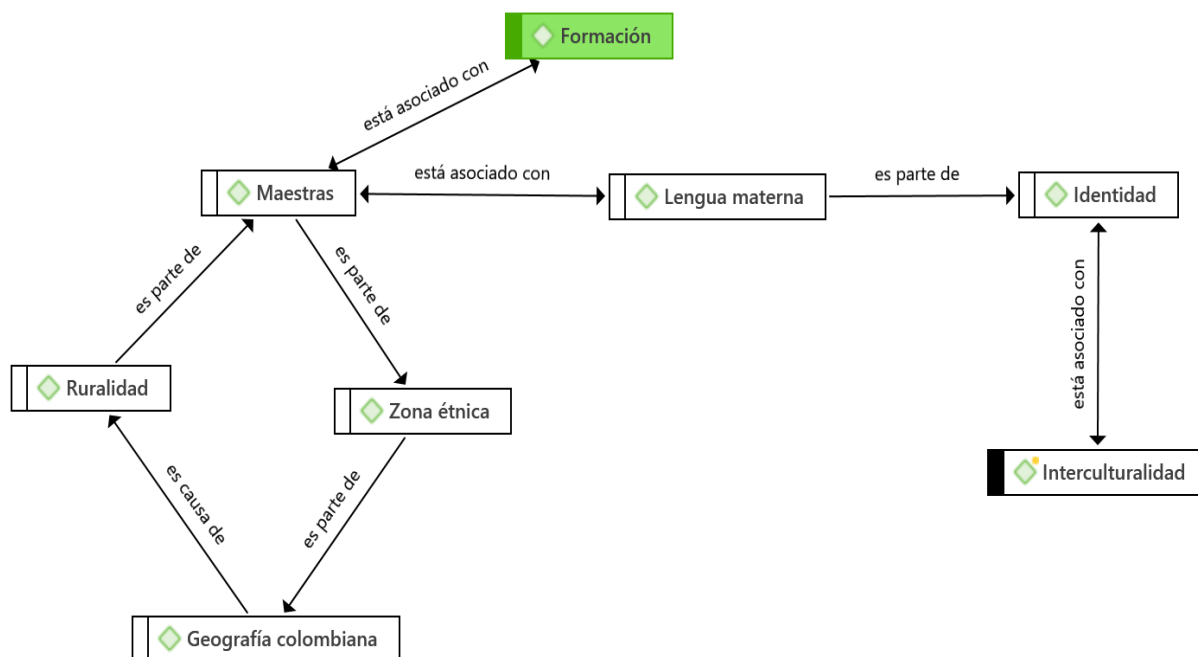 Formación
está asociado con
Maestras
está asociado con
Lengua materna
es parte de
Identidad
es parte de
es parte de
está asociado con
Ruralidad
Zona étnica
es causa de
es parte de
Interculturalidad
Geografía colombiana